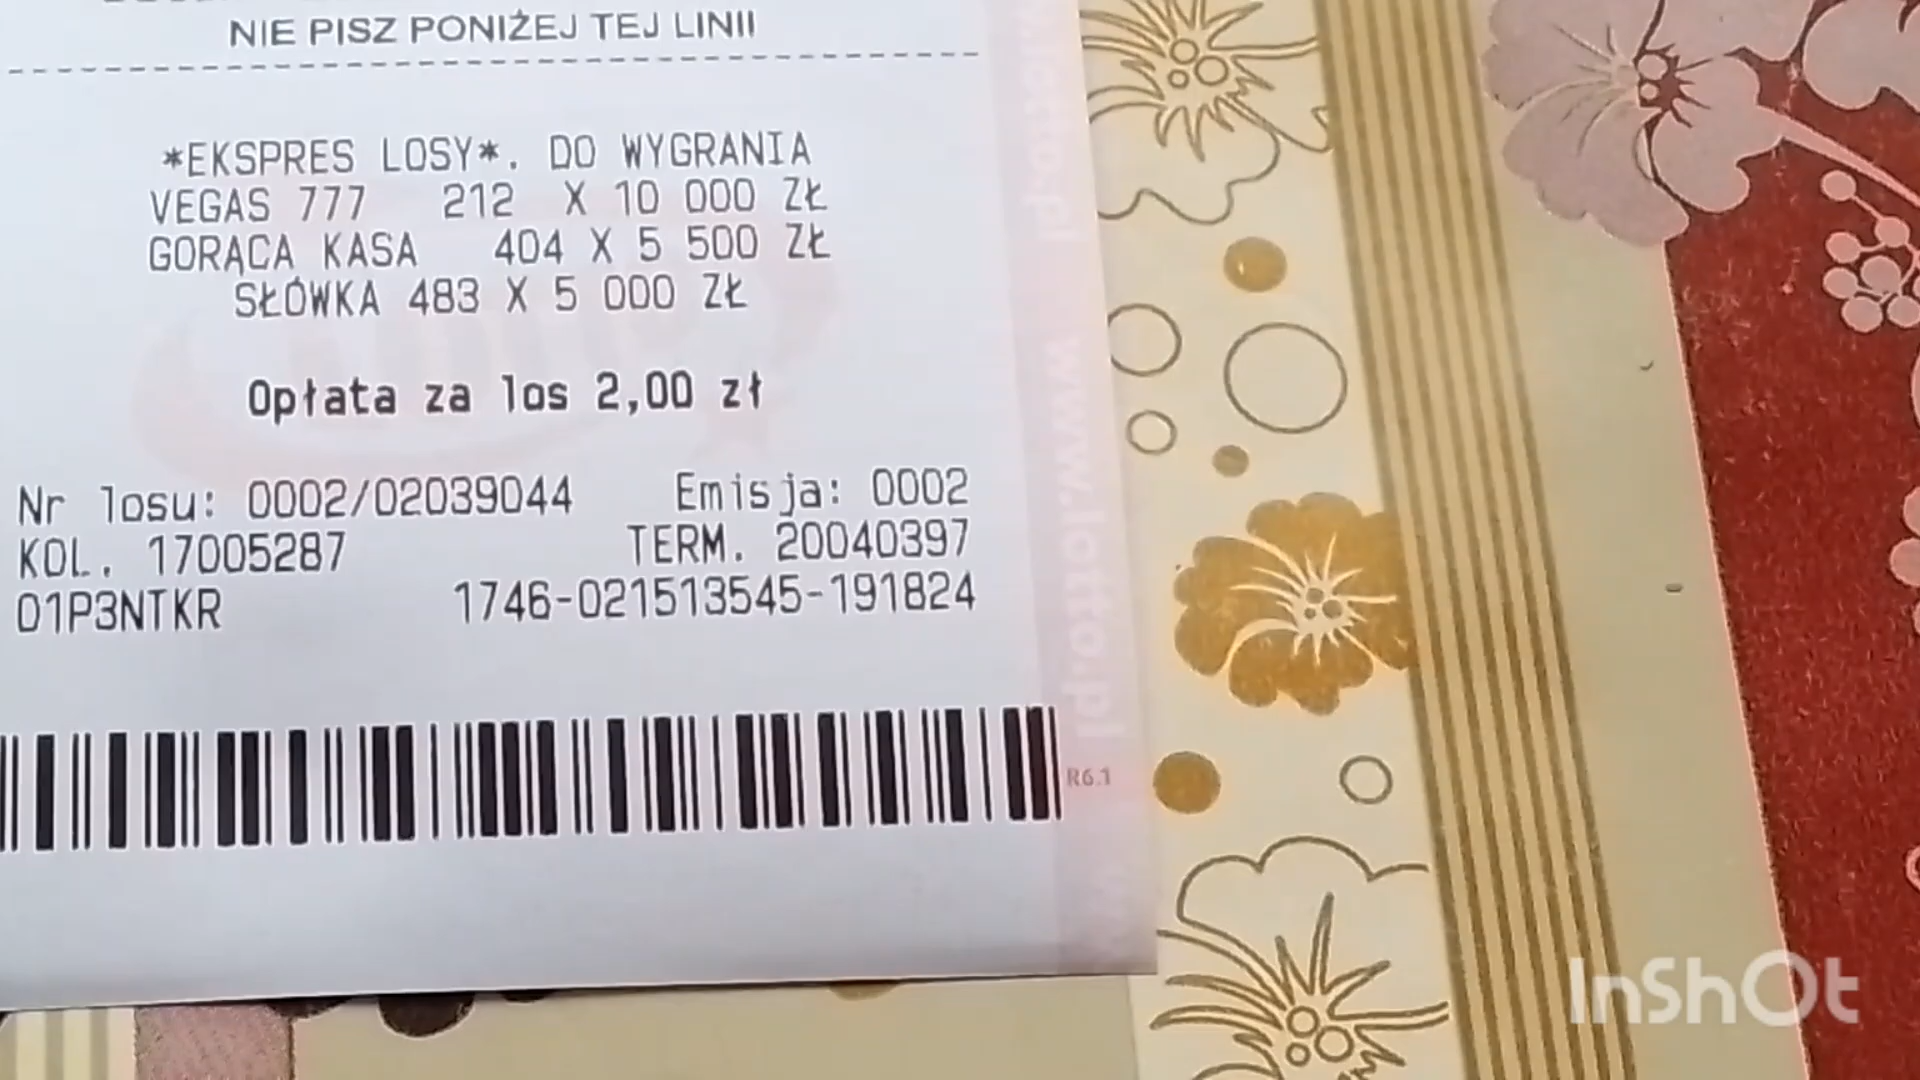 NIE PISZ PONIŻEJ TEJ LINII
*EKSPRES LOSY*. DO WYGRANIA
VEGAS 777 212 X 10 000 ZŁ
GORĄCA KASA 404 X 5 500 ZŁ
SŁÓWKA 483 X 5 000 ZŁ
Opłata za los 2,00 zł
Nr losu: 0002/02039044 Emisja: 0002
KOL. 17005287 TERM. 20040397
01P3NTKR 1746-021513545-191824
www.lotto.pl
R6.1
InShOt